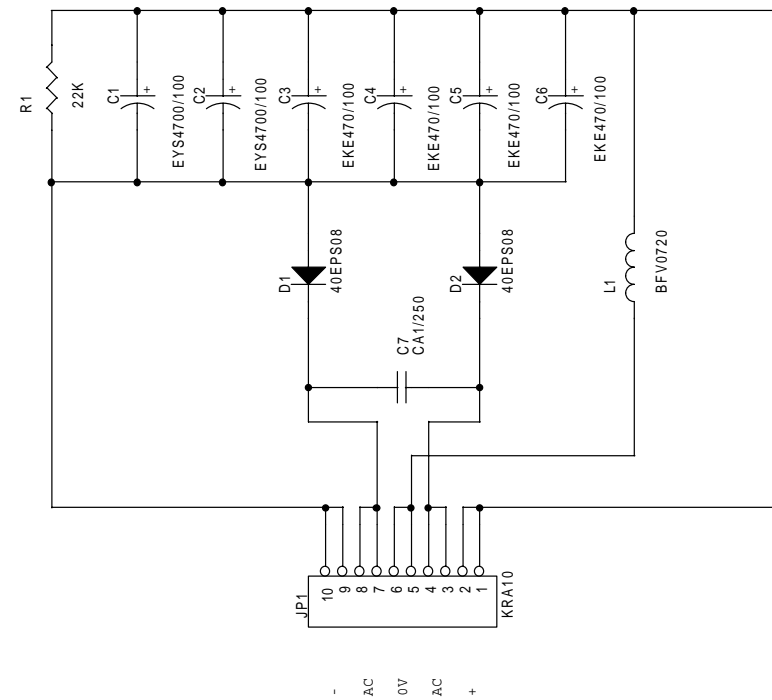 R1
22K
C1
+
EYS4700/100
C2
+
EYS4700/100
C3
+
EKE470/100
C4
+
EKE470/100
C5
+
EKE470/100
C6
+
EKE470/100
D1
40EPS08
D2
40EPS08
L1
BFV0720
C7
CA1/250
JP1
10
9
8
7
6
5
4
3
2
1
KRA10
-
AC
0V
AC
+